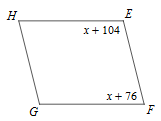 H E
x + 104
x + 76
G F